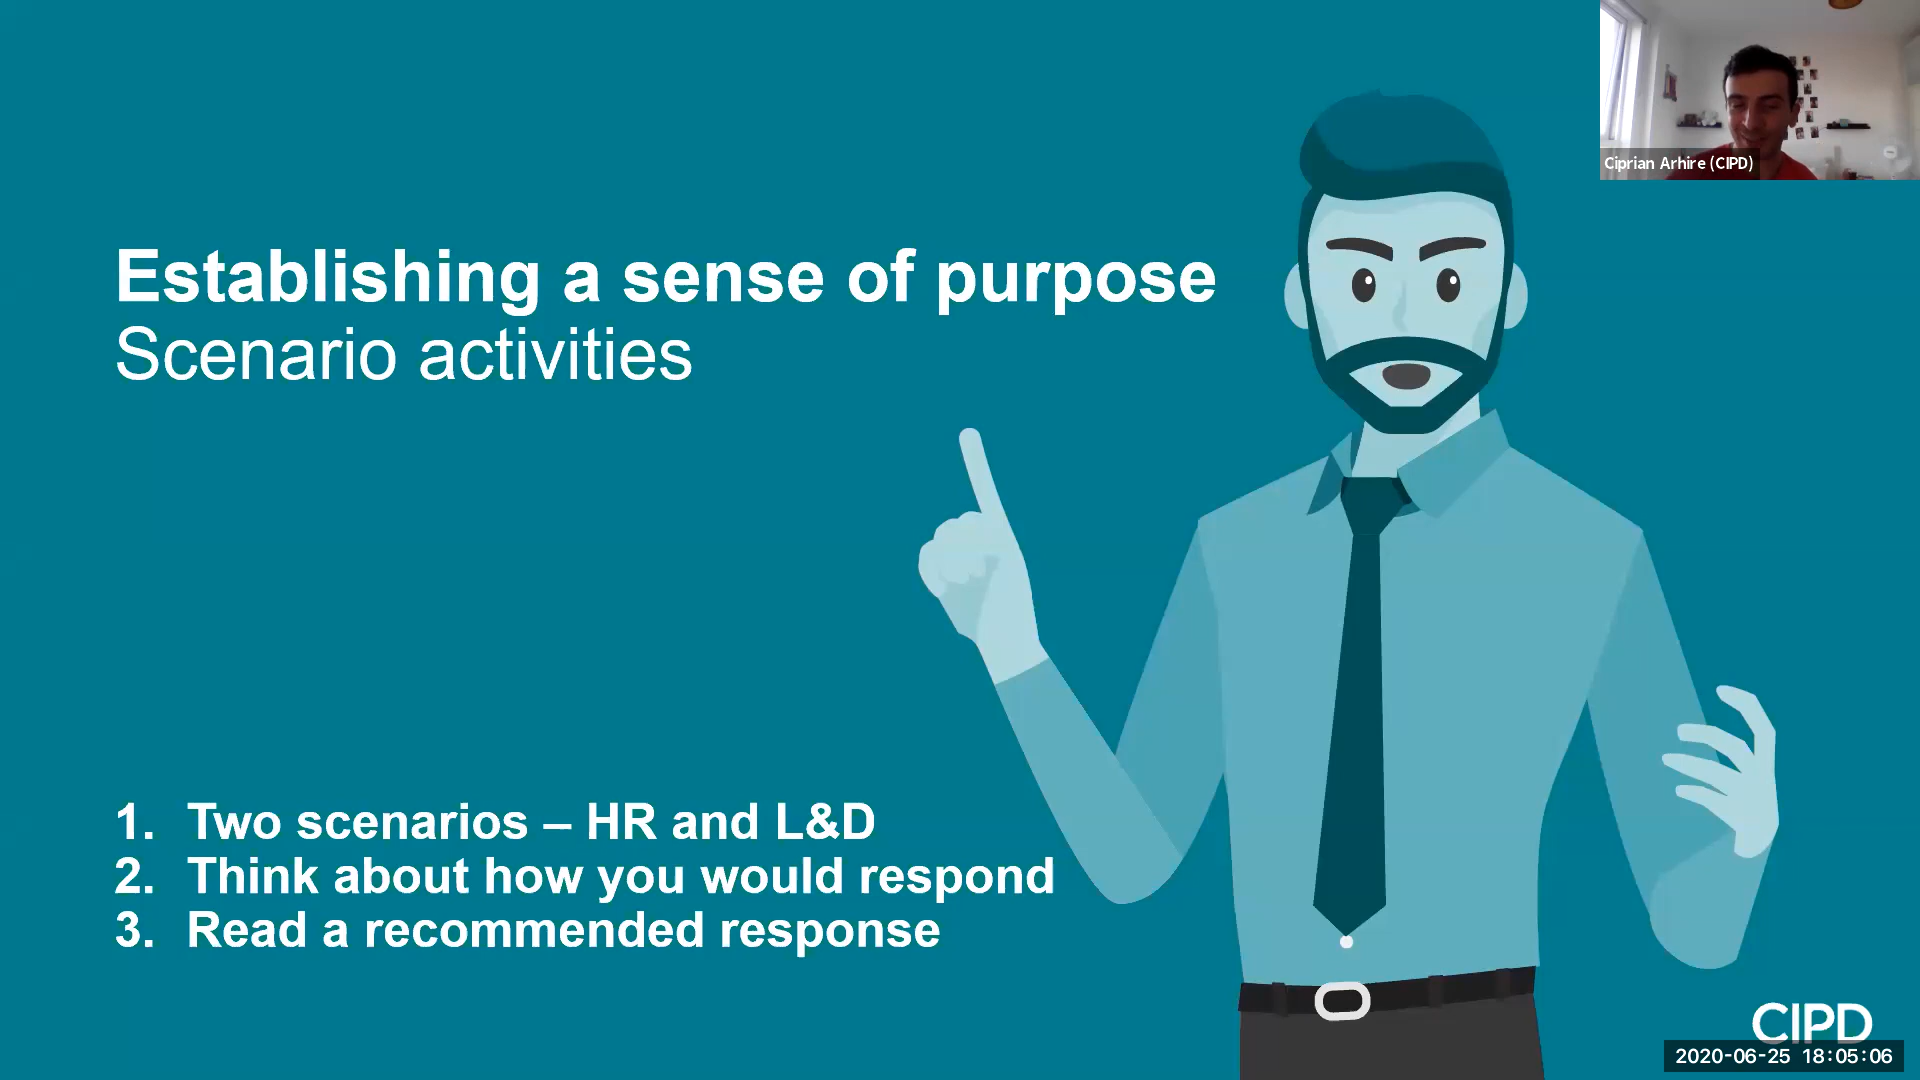 Ciprian Arhire (CIPD)
Establishing a sense of purpose
Scenario activities
1. Two scenarios – HR and L&D
2. Think about how you would respond
3. Read a recommended response
CIPD
2020-06-25 18:05:06